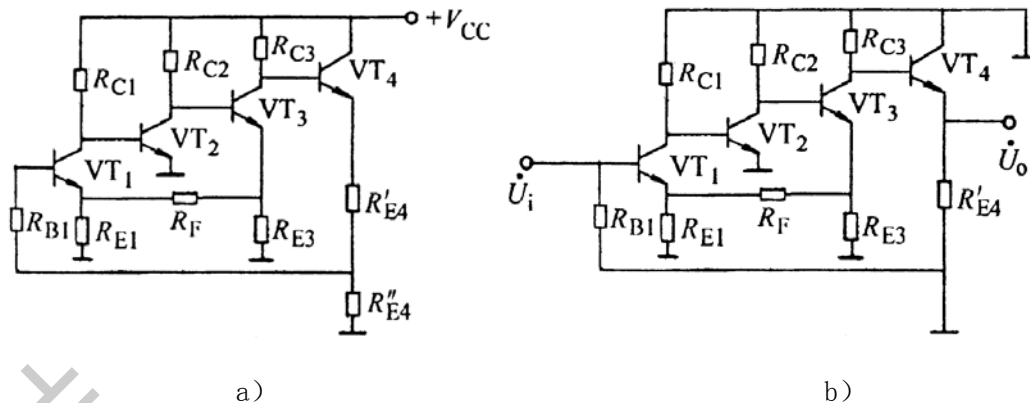 +V_CC
R_C1
R_C2
R_C3
VT_4
VT_3
VT_2
VT_1
R_B1
R_E1
R_F
R_E3
R'_E4
R''_E4
a）
R_C1
R_C2
R_C3
VT_4
VT_3
VT_2
VT_1
U̇_i
U̇_o
R_B1
R_E1
R_F
R_E3
R'_E4
b）